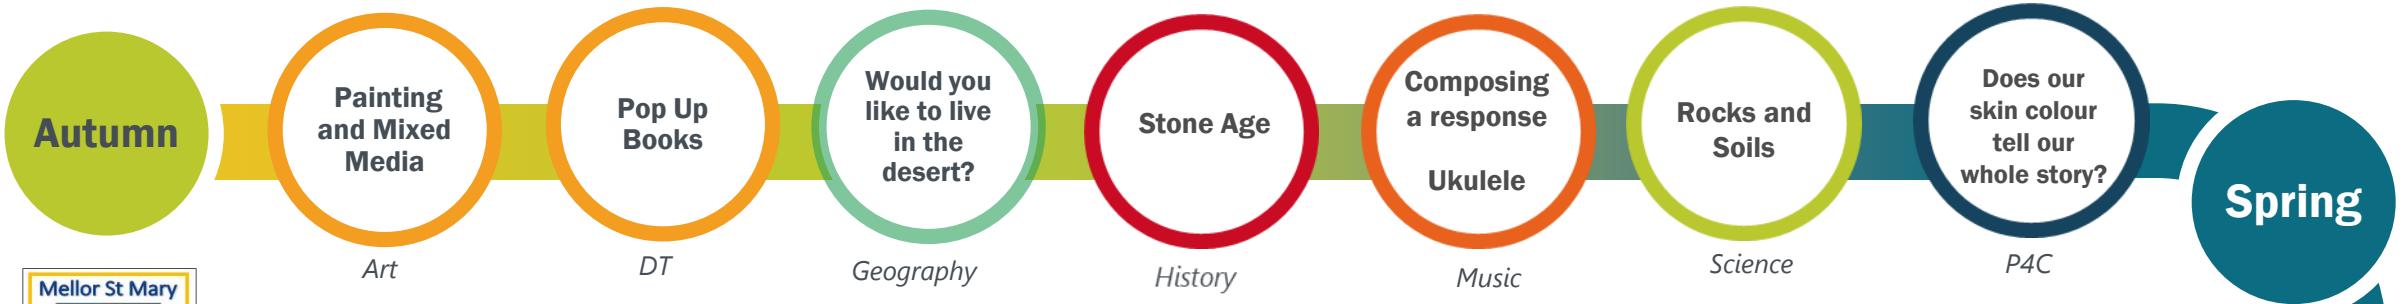 Autumn
Painting
and Mixed
Media
Art
Pop Up
Books
DT
Would you
like to live
in the
desert?
Geography
Stone Age
History
Composing
a response
Ukulele
Music
Rocks and
Soils
Science
Does our
skin colour
tell our
whole story?
P4C
Spring
Mellor St Mary